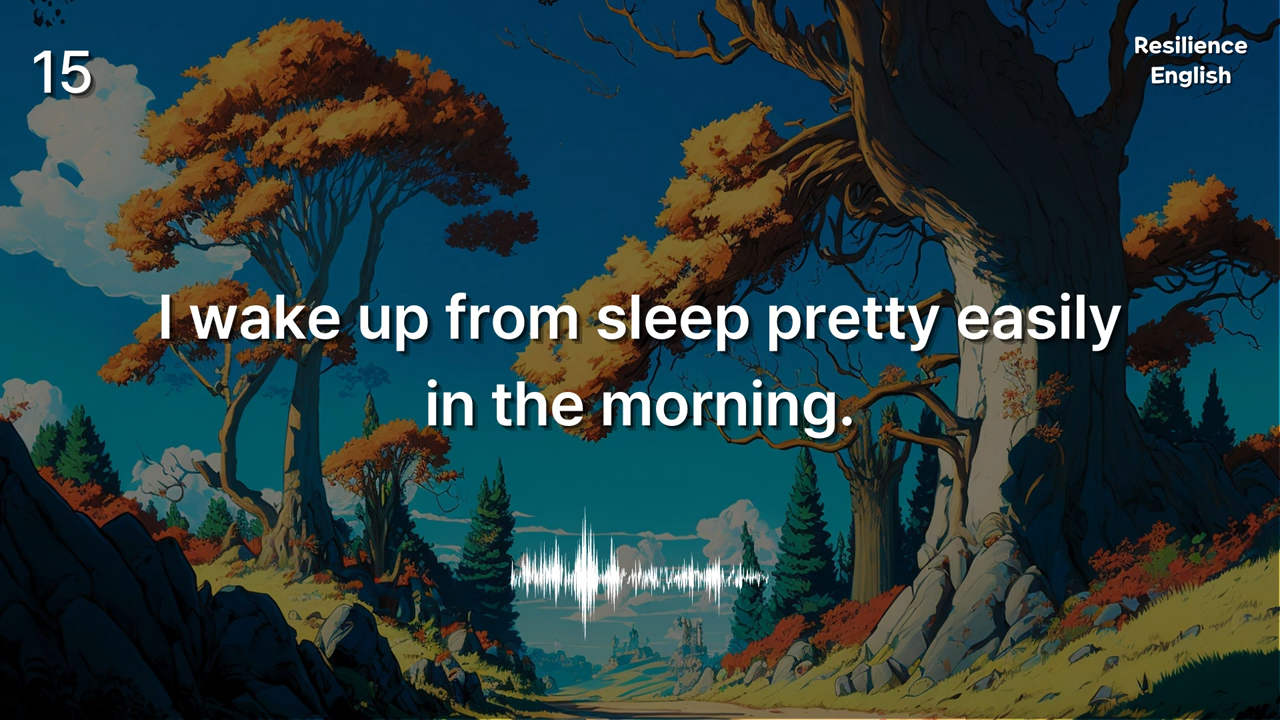 15
Resilience
English
I wake up from sleep pretty easily
in the morning.